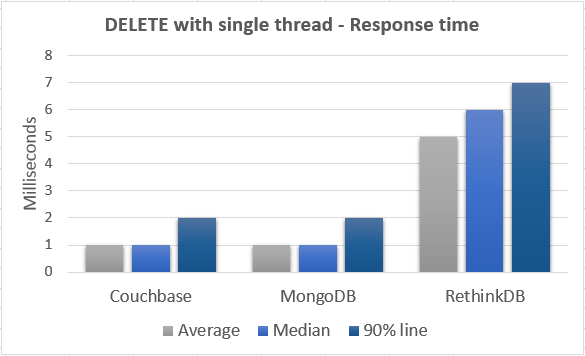 DELETE with single thread - Response time
Milliseconds
8
7
6
5
4
3
2
1
0
Couchbase MongoDB RethinkDB
Average Median 90% line